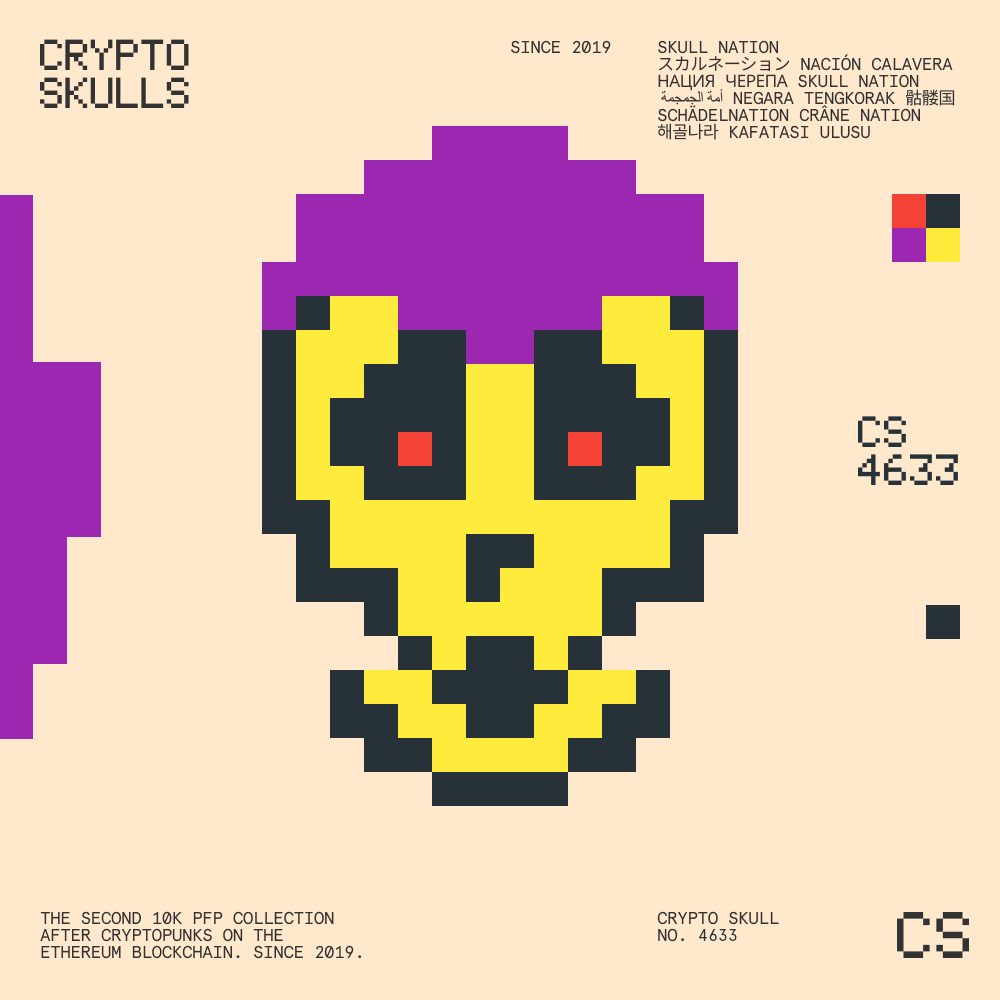 CRYPTO
SKULLS
SINCE 2019
SKULL NATION
スカルネーション NACIÓN CALAVERA
НАЦИЯ ЧЕРЕПА SKULL NATION
أمة الجمجمة NEGARA TENGKORAK 骷髅国
SCHÄDELNATION CRÂNE NATION
해골나라 KAFATASI ULUSU
CS
4633
THE SECOND 10K PFP COLLECTION
AFTER CRYPTOPUNKS ON THE
ETHEREUM BLOCKCHAIN. SINCE 2019.
CRYPTO SKULL
NO. 4633
CS